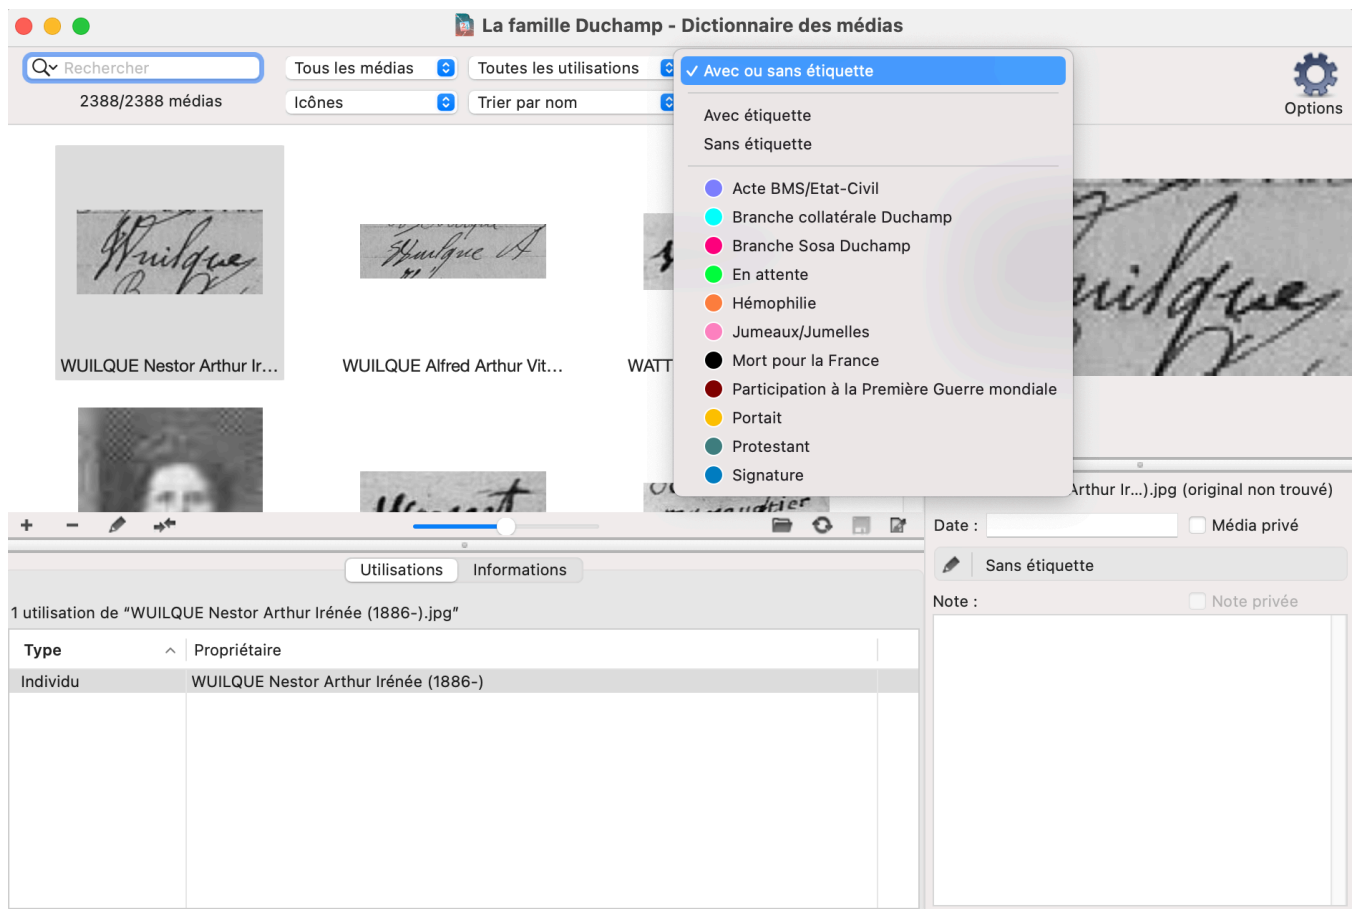 La famille Duchamp - Dictionnaire des médias
Rechercher
Tous les médias
Toutes les utilisations
Avec ou sans étiquette
2388/2388 médias
Icônes
Trier par nom
Options
Avec étiquette
Sans étiquette
Acte BMS/Etat-Civil
Branche collatérale Duchamp
Branche Sosa Duchamp
En attente
Hémophilie
Jumeaux/Jumelles
Mort pour la France
Participation à la Première Guerre mondiale
Portait
Protestant
Signature
Wuilque
Wuilque A
WUILQUE Nestor Arthur Ir...
WUILQUE Alfred Arthur Vit...
WATT
Arthur Ir...).jpg (original non trouvé)
Date :
Média privé
Sans étiquette
Note :
Note privée
Utilisations
Informations
1 utilisation de “WUILQUE Nestor Arthur Irénée (1886-).jpg”
Type
Propriétaire
Individu
WUILQUE Nestor Arthur Irénée (1886-)